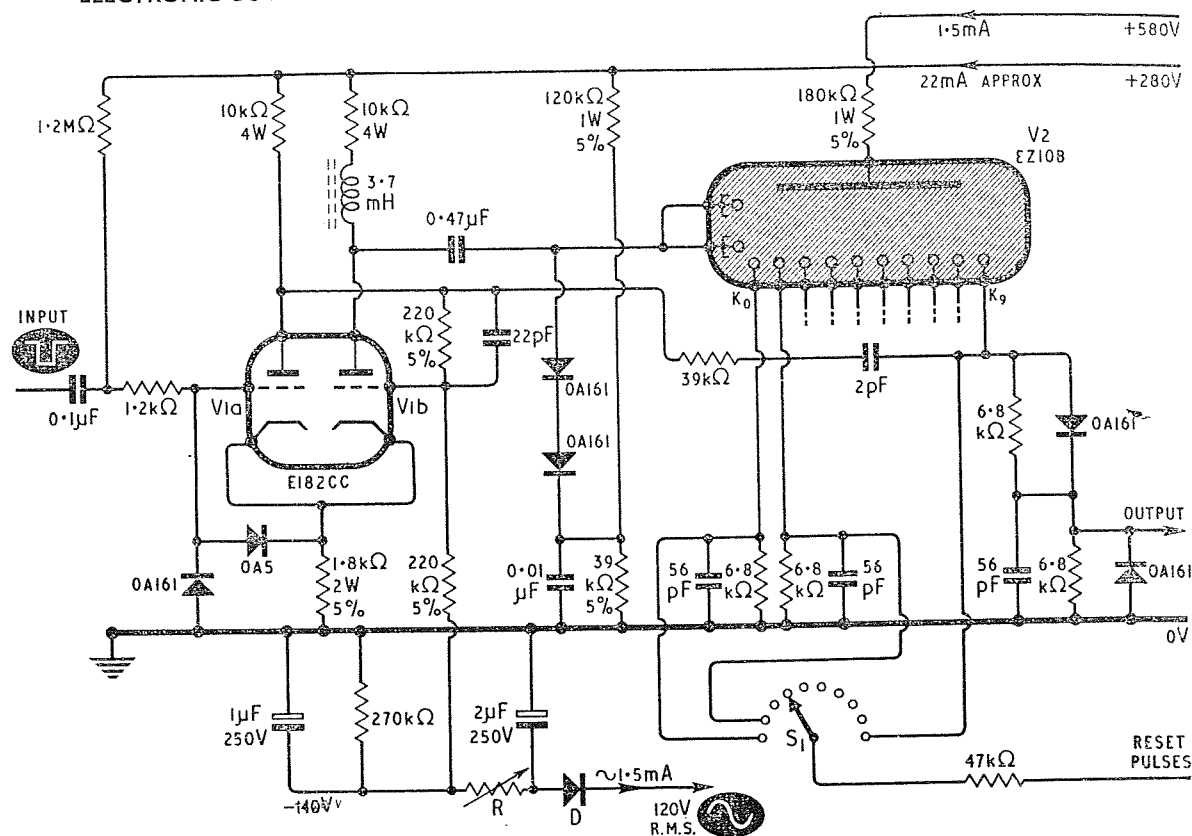 1·5mA
+580V
22mA APPROX
+280V
1·2MΩ
10kΩ
4W
10kΩ
4W
120kΩ
1W
5%
180kΩ
1W
5%
V2
EZ10B
3·7
mH
0·47μF
K₀
K₉
INPUT
220
kΩ
5%
22pF
39kΩ
2pF
0·1μF
1·2kΩ
V1a
V1b
OA161
6·8
kΩ
OA161
E182CC
OA161
OUTPUT
OA5
OA161
1·8kΩ
2W
5%
220
kΩ
5%
0·01
μF
39
kΩ
5%
56
pF
6·8
kΩ
6·8
kΩ
56
pF
56
pF
6·8
kΩ
OA161
0V
1μF
250V
270kΩ
2μF
250V
S₁
47kΩ
RESET
PULSES
-140V
R
D
~1·5mA
120V
R.M.S.